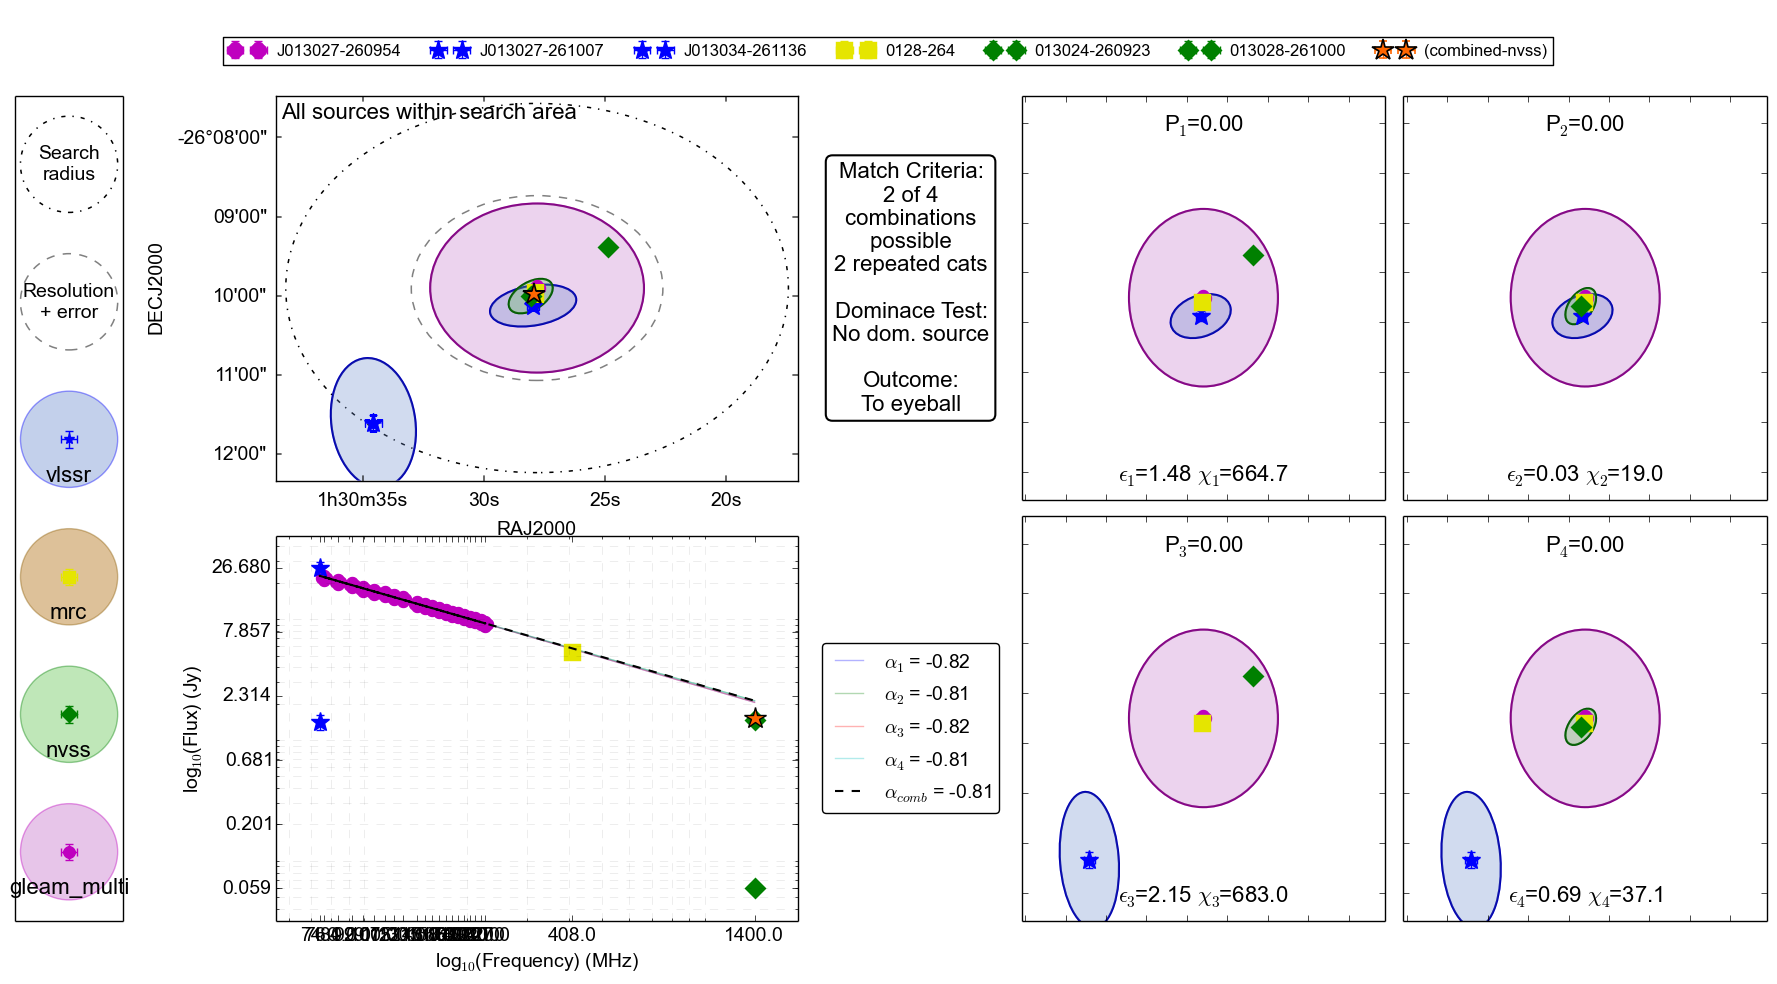 J013027-260954 J013027-261007 J013034-261136 0128-264 013024-260923 013028-261000 (combined-nvss)
Search
radius
Resolution
+ error
vlssr
mrc
nvss
gleam_multi
All sources within search area
DECJ2000
-26°08'00"
09'00"
10'00"
11'00"
12'00"
1h30m35s 30s 25s 20s
RAJ2000
Match Criteria:
2 of 4
combinations
possible
2 repeated cats
Dominace Test:
No dom. source
Outcome:
To eyeball
P1=0.00
ϵ1=1.48 χ1=664.7
P2=0.00
ϵ2=0.03 χ2=19.0
log10(Flux) (Jy)
26.680
7.857
2.314
0.681
0.201
0.059
408.0 1400.0
log10(Frequency) (MHz)
α1 = -0.82
α2 = -0.81
α3 = -0.82
α4 = -0.81
αcomb = -0.81
P3=0.00
ϵ3=2.15 χ3=683.0
P4=0.00
ϵ4=0.69 χ4=37.1